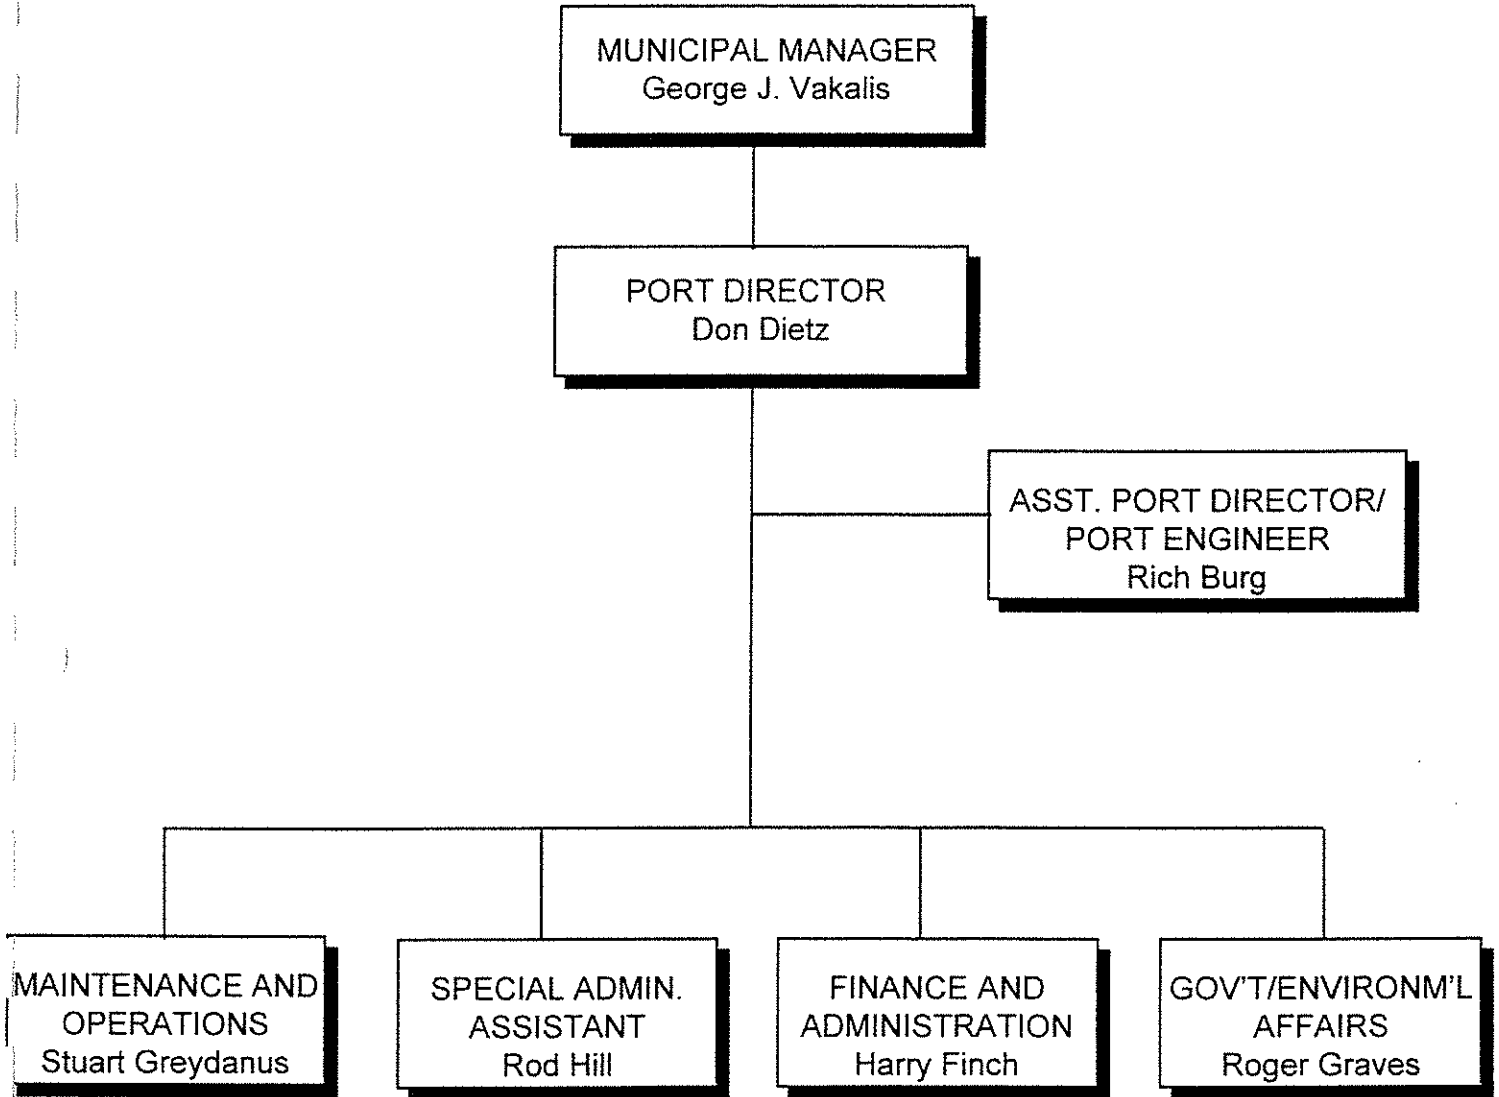 MUNICIPAL MANAGER
George J. Vakalis
PORT DIRECTOR
Don Dietz
ASST. PORT DIRECTOR/
PORT ENGINEER
Rich Burg
MAINTENANCE AND
OPERATIONS
Stuart Greydanus
SPECIAL ADMIN.
ASSISTANT
Rod Hill
FINANCE AND
ADMINISTRATION
Harry Finch
GOV'T/ENVIRONM'L
AFFAIRS
Roger Graves